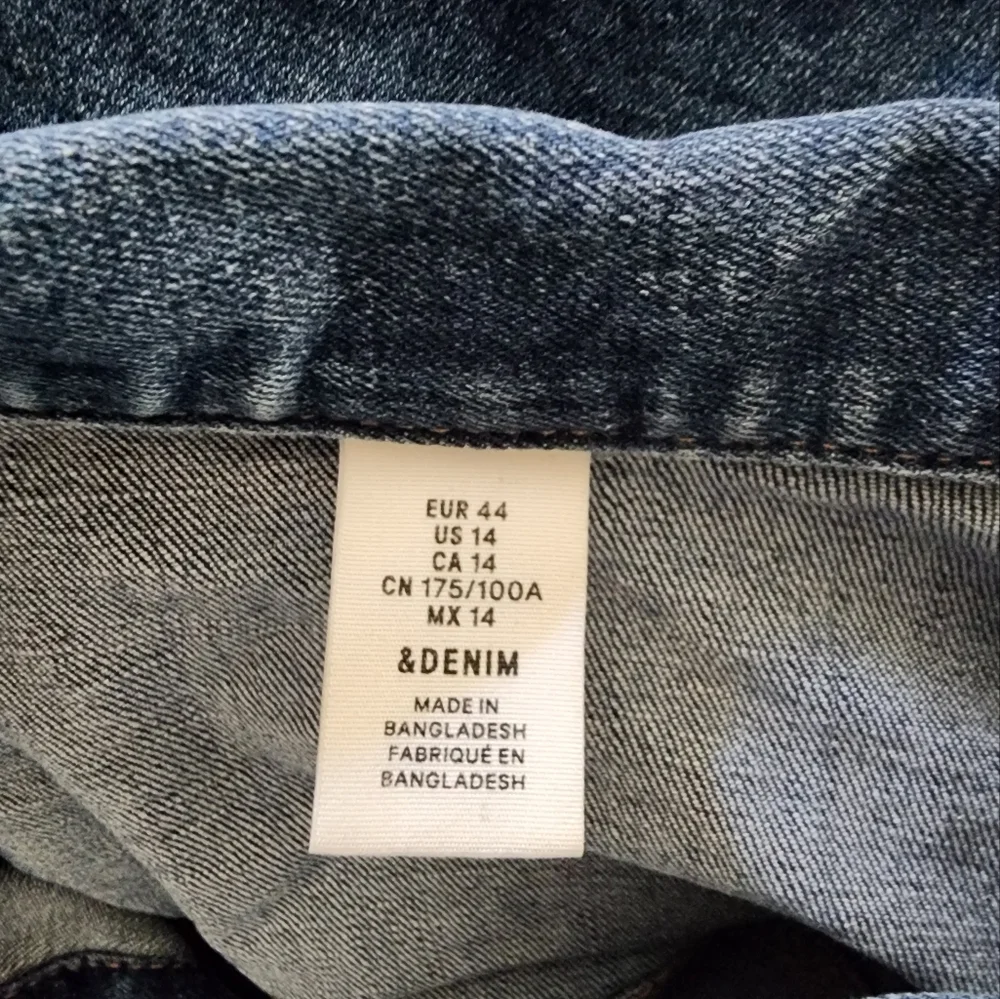 EUR 44
US 14
CA 14
CN 175/100A
MX 14
&DENIM
MADE IN
BANGLADESH
FABRIQUÉ EN
BANGLADESH